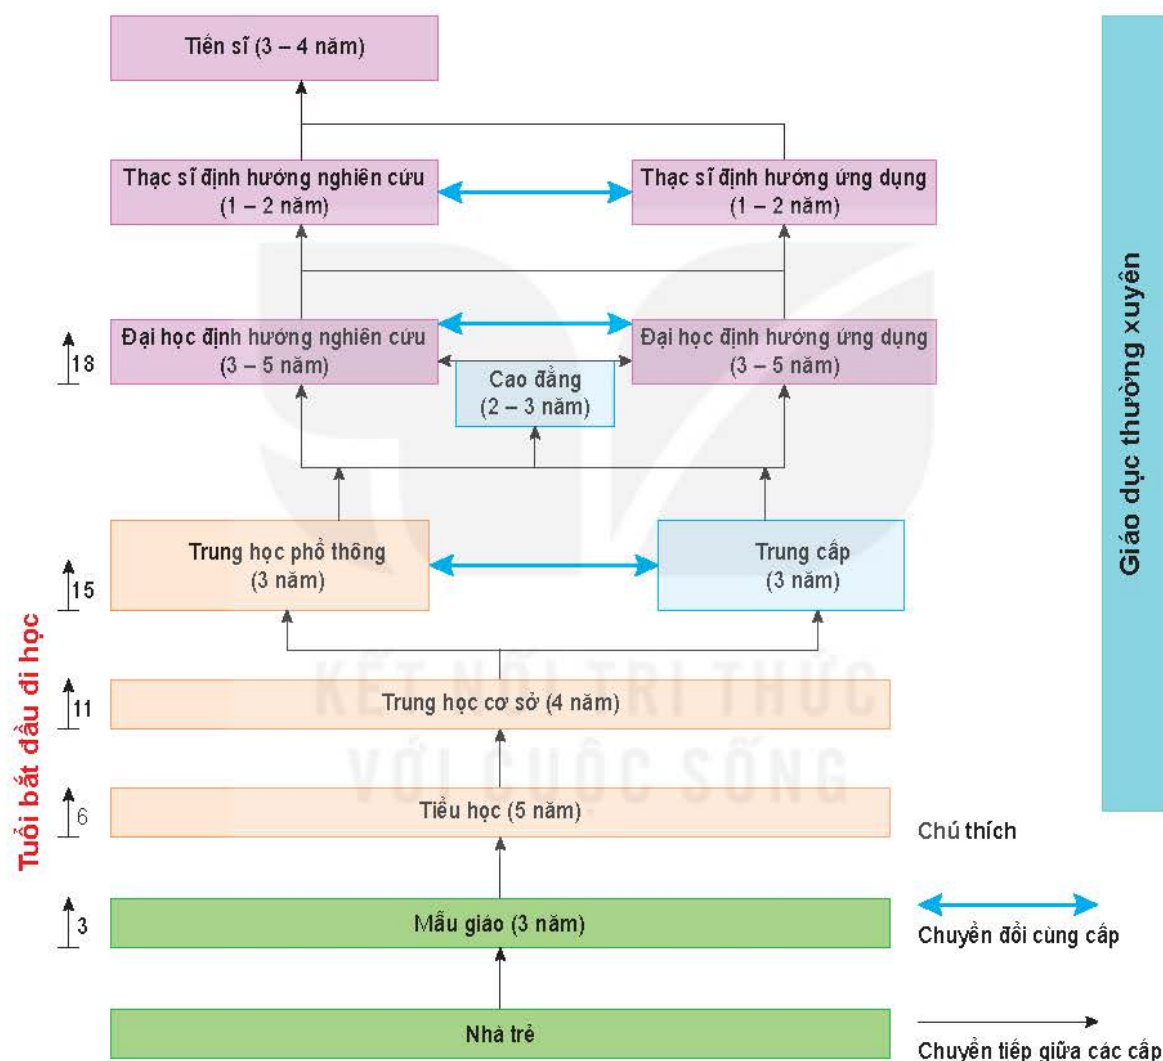 Tiến sĩ (3 – 4 năm)
Thạc sĩ định hướng nghiên cứu
(1 – 2 năm)
Thạc sĩ định hướng ứng dụng
(1 – 2 năm)
Đại học định hướng nghiên cứu
(3 – 5 năm)
Đại học định hướng ứng dụng
(3 – 5 năm)
18
Cao đẳng
(2 – 3 năm)
Trung học phổ thông
(3 năm)
Trung cấp
(3 năm)
15
KẾT NỐI TRI THỨC
VỚI CUỘC SỐNG
Trung học cơ sở (4 năm)
11
Tiểu học (5 năm)
6
Mẫu giáo (3 năm)
3
Nhà trẻ
Tuổi bắt đầu đi học
Giáo dục thường xuyên
Chú thích
Chuyển đổi cùng cấp
Chuyển tiếp giữa các cấp